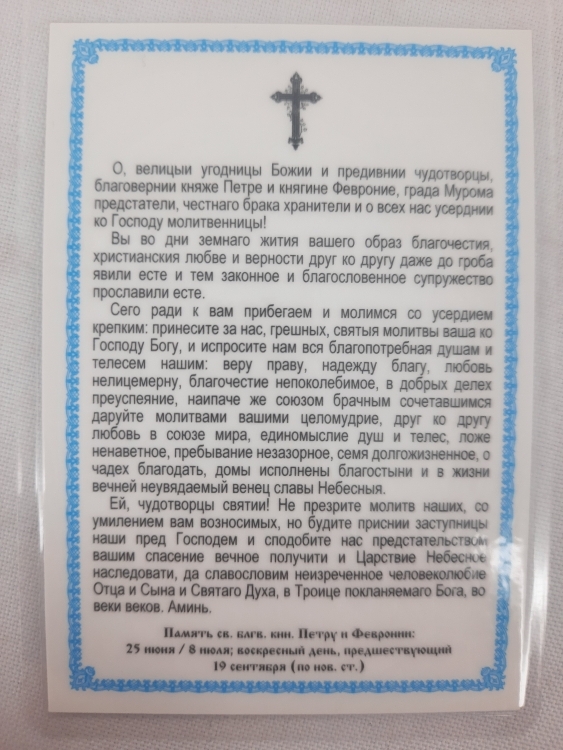 О, велицыи угодницы Божии и предивнии чудотворцы,
благовернии княже Петре и княгине Февроние, града Мурома
предстатели, честнаго брака хранители и о всех нас усерднии
ко Господу молитвенницы!
Вы во дни земнаго жития вашего образ благочестия,
христианския любве и верности друг ко другу даже до гроба
явили есте и тем законное и благословенное супружество
прославили есте.
Сего ради к вам прибегаем и молимся со усердием
крепким: принесите за нас, грешных, святыя молитвы ваша ко
Господу Богу, и испросите нам вся благопотребная душам и
телесем нашим: веру праву, надежду благу, любовь
нелицемерну, благочестие непоколебимое, в добрых делех
преуспеяние, наипаче же союзом брачным сочетавшимся
даруйте молитвами вашими целомудрие, друг ко другу
любовь в союзе мира, единомыслие душ и телес, ложе
ненаветное, пребывание незазорное, семя долгожизненное, о
чадех благодать, домы исполнены благостыни и в жизни
вечней неувядаемый венец славы Небесныя.
Ей, чудотворцы святии! Не презрите молитв наших, со
умилением вам возносимых, но будите приснии заступницы
наши пред Господем и сподобите нас предстательством
вашим спасение вечное получити и Царствие Небесное
наследовати, да славословим неизреченное человеколюбие
Отца и Сына и Святаго Духа, в Троице покланяемаго Бога, во
веки веков. Аминь.
Память св. блгв. кнн. Петру и Февронии:
25 июня / 8 июля; воскресный день, предшествующий
19 сентября (по нов. ст.)